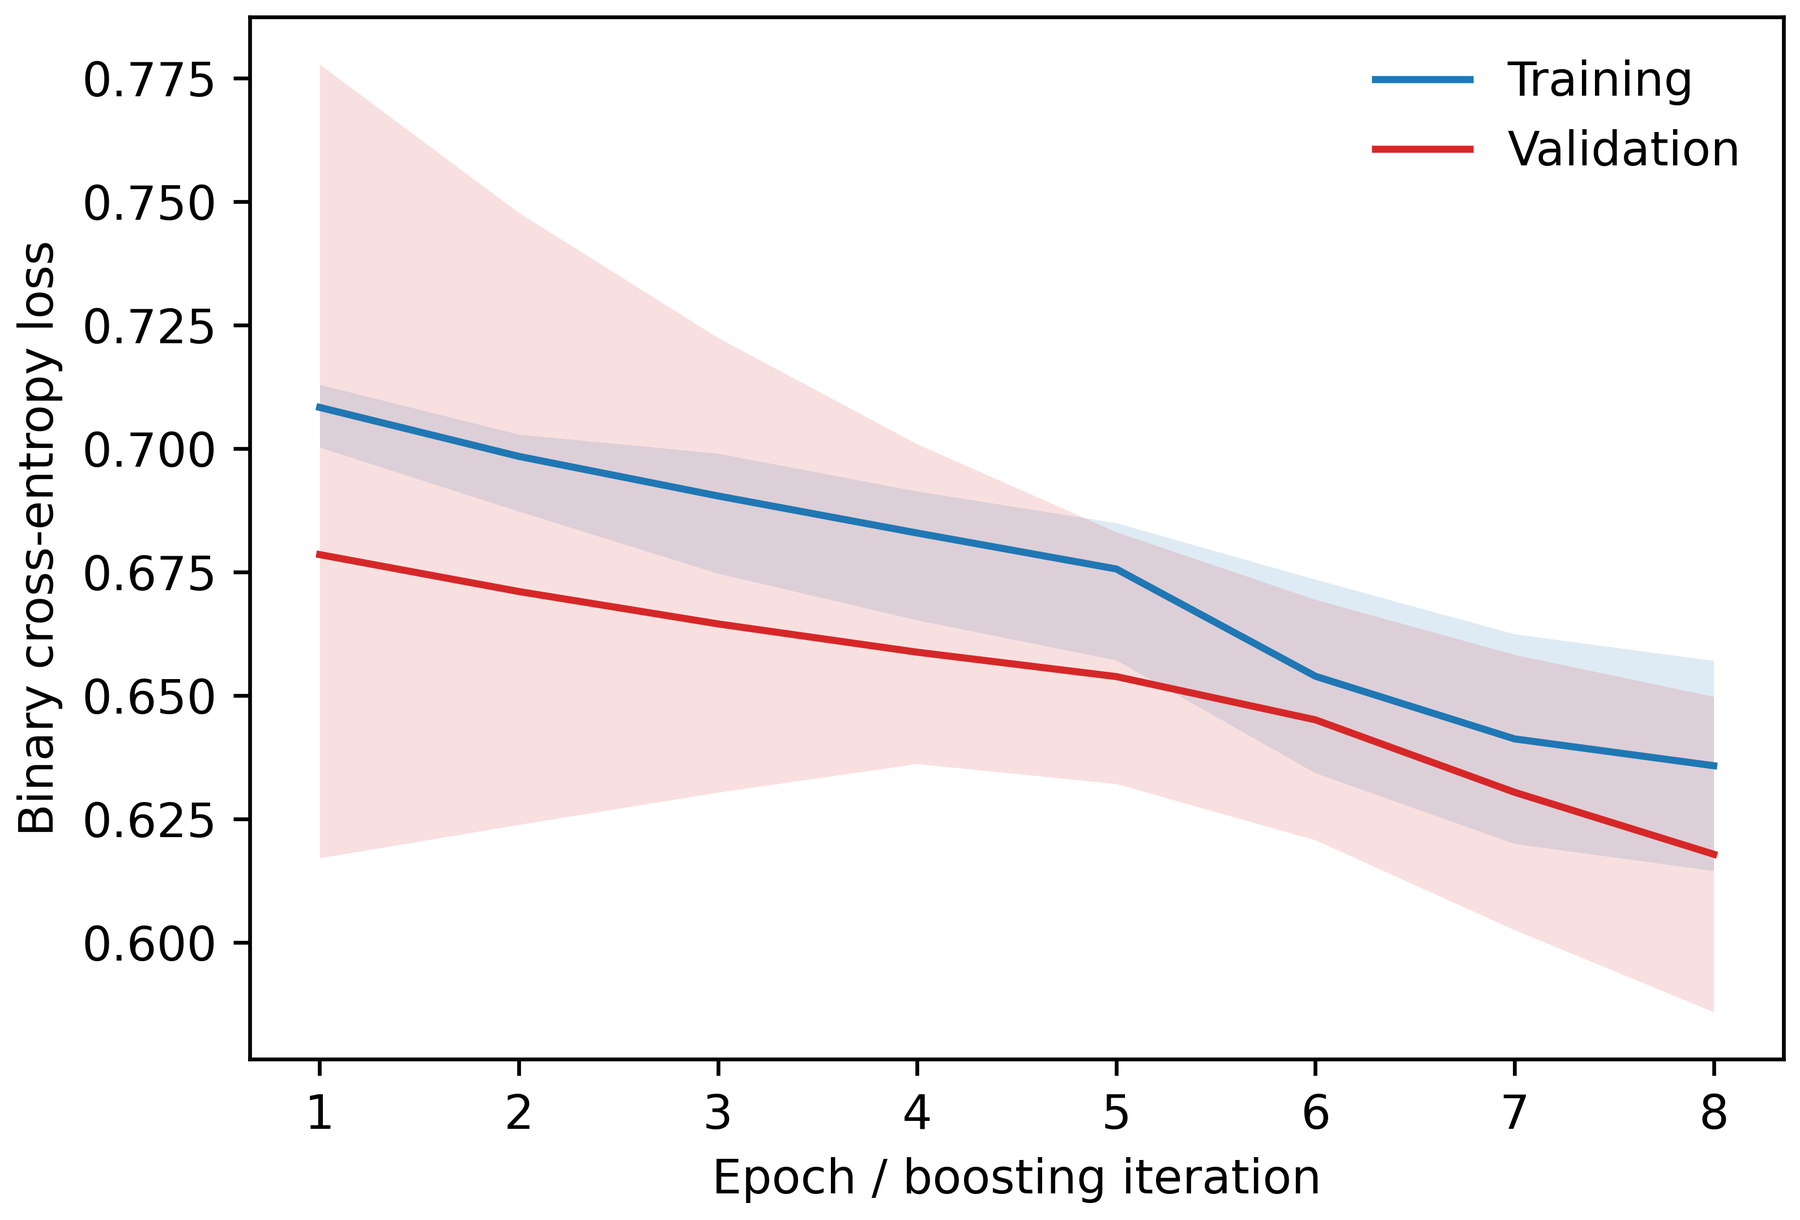 Training
Validation
Binary cross-entropy loss
0.775
0.750
0.725
0.700
0.675
0.650
0.625
0.600
1 2 3 4 5 6 7 8
Epoch / boosting iteration